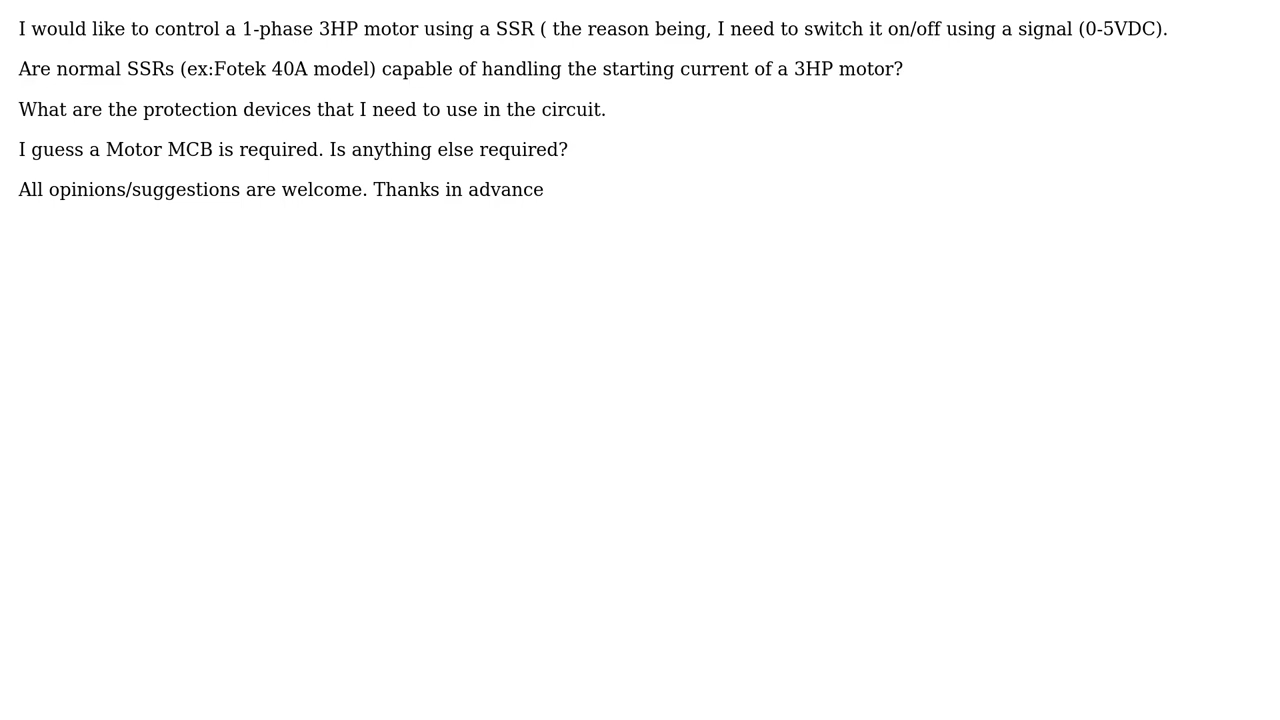 I would like to control a 1-phase 3HP motor using a SSR ( the reason being, I need to switch it on/off using a signal (0-5VDC).
Are normal SSRs (ex:Fotek 40A model) capable of handling the starting current of a 3HP motor?
What are the protection devices that I need to use in the circuit.
I guess a Motor MCB is required. Is anything else required?
All opinions/suggestions are welcome. Thanks in advance